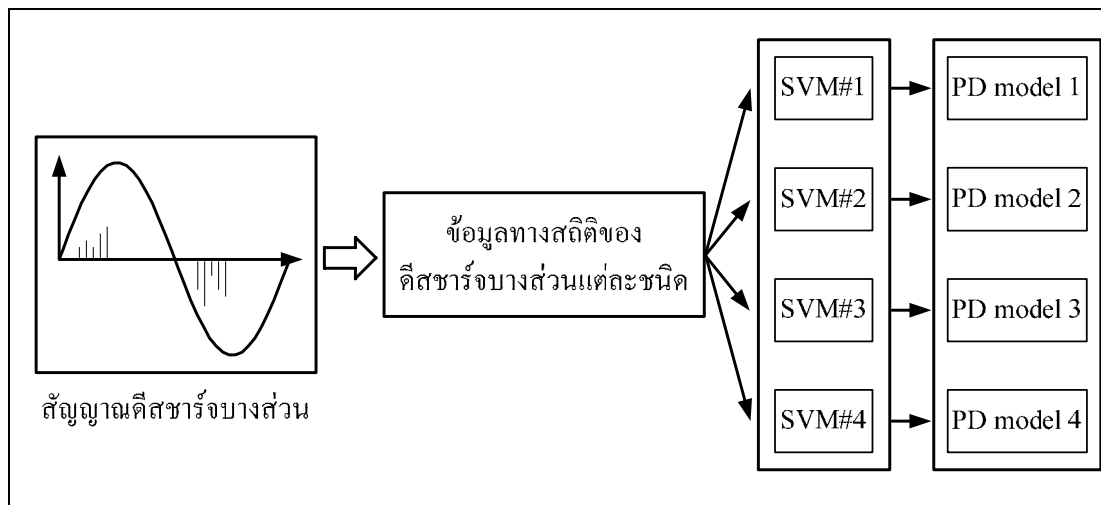 สัญญาณดีสชาร์จบางส่วน
ข้อมูลทางสถิติของ
ดีสชาร์จบางส่วนแต่ละชนิด
SVM#1
PD model 1
SVM#2
PD model 2
SVM#3
PD model 3
SVM#4
PD model 4